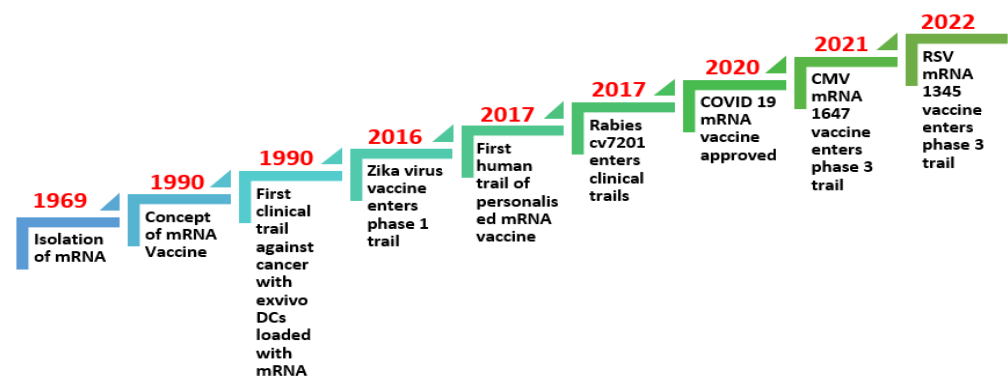 1969
Isolation
of mRNA
1990
Concept
of mRNA
Vaccine
1990
First
clinical
trail
against
cancer
with
exvivo
DCs
loaded
with
mRNA
2016
Zika virus
vaccine
enters
phase 1
trail
2017
First
human
trail of
personalis
ed mRNA
vaccine
2017
Rabies
cv7201
enters
clinical
trails
2020
COVID 19
mRNA
vaccine
approved
2021
CMV
mRNA
1647
vaccine
enters
phase 3
trail
2022
RSV
mRNA
1345
vaccine
enters
phase 3
trail